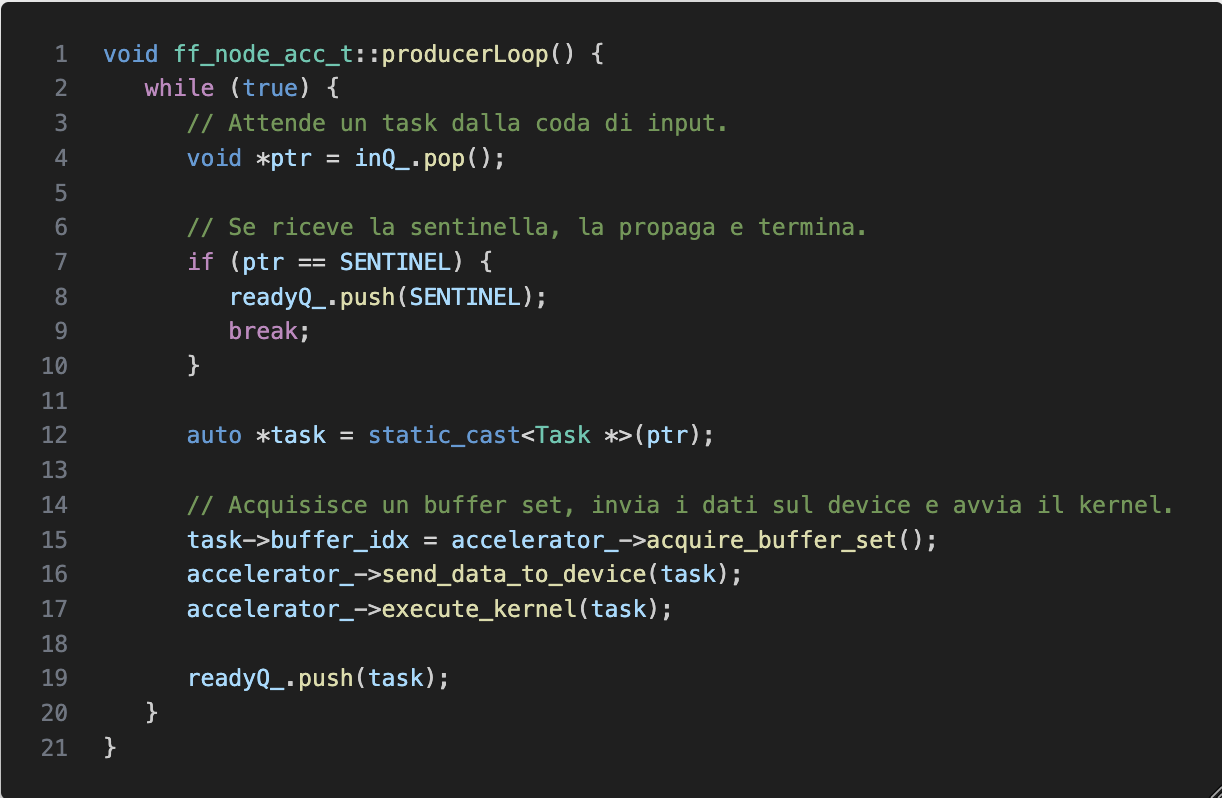 1 void ff_node_acc_t::producerLoop() {
2 while (true) {
3 // Attende un task dalla coda di input.
4 void *ptr = inQ_.pop();
5
6 // Se riceve la sentinella, la propaga e termina.
7 if (ptr == SENTINEL) {
8 readyQ_.push(SENTINEL);
9 break;
10 }
11
12 auto *task = static_cast<Task *>(ptr);
13
14 // Acquisisce un buffer set, invia i dati sul device e avvia il kernel.
15 task->buffer_idx = accelerator_->acquire_buffer_set();
16 accelerator_->send_data_to_device(task);
17 accelerator_->execute_kernel(task);
18
19 readyQ_.push(task);
20 }
21 }